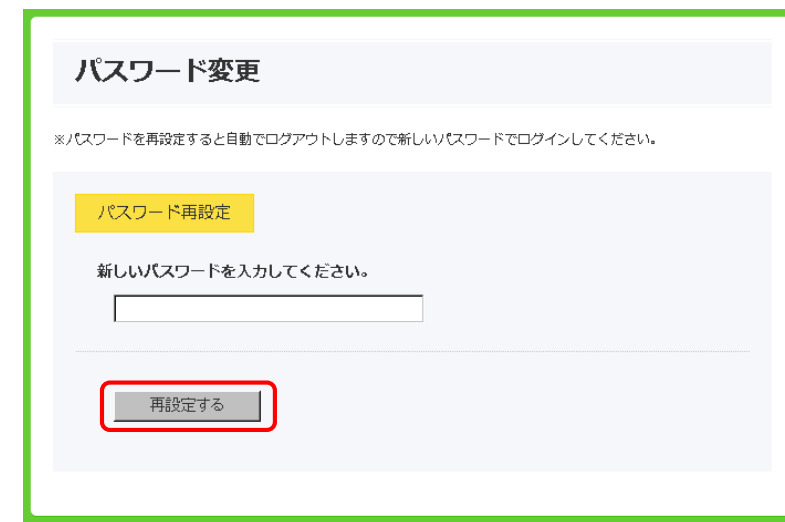 パスワード変更
※パスワードを再設定すると自動でログアウトしますので新しいパスワードでログインしてください。
パスワード再設定
新しいパスワードを入力してください。
再設定する